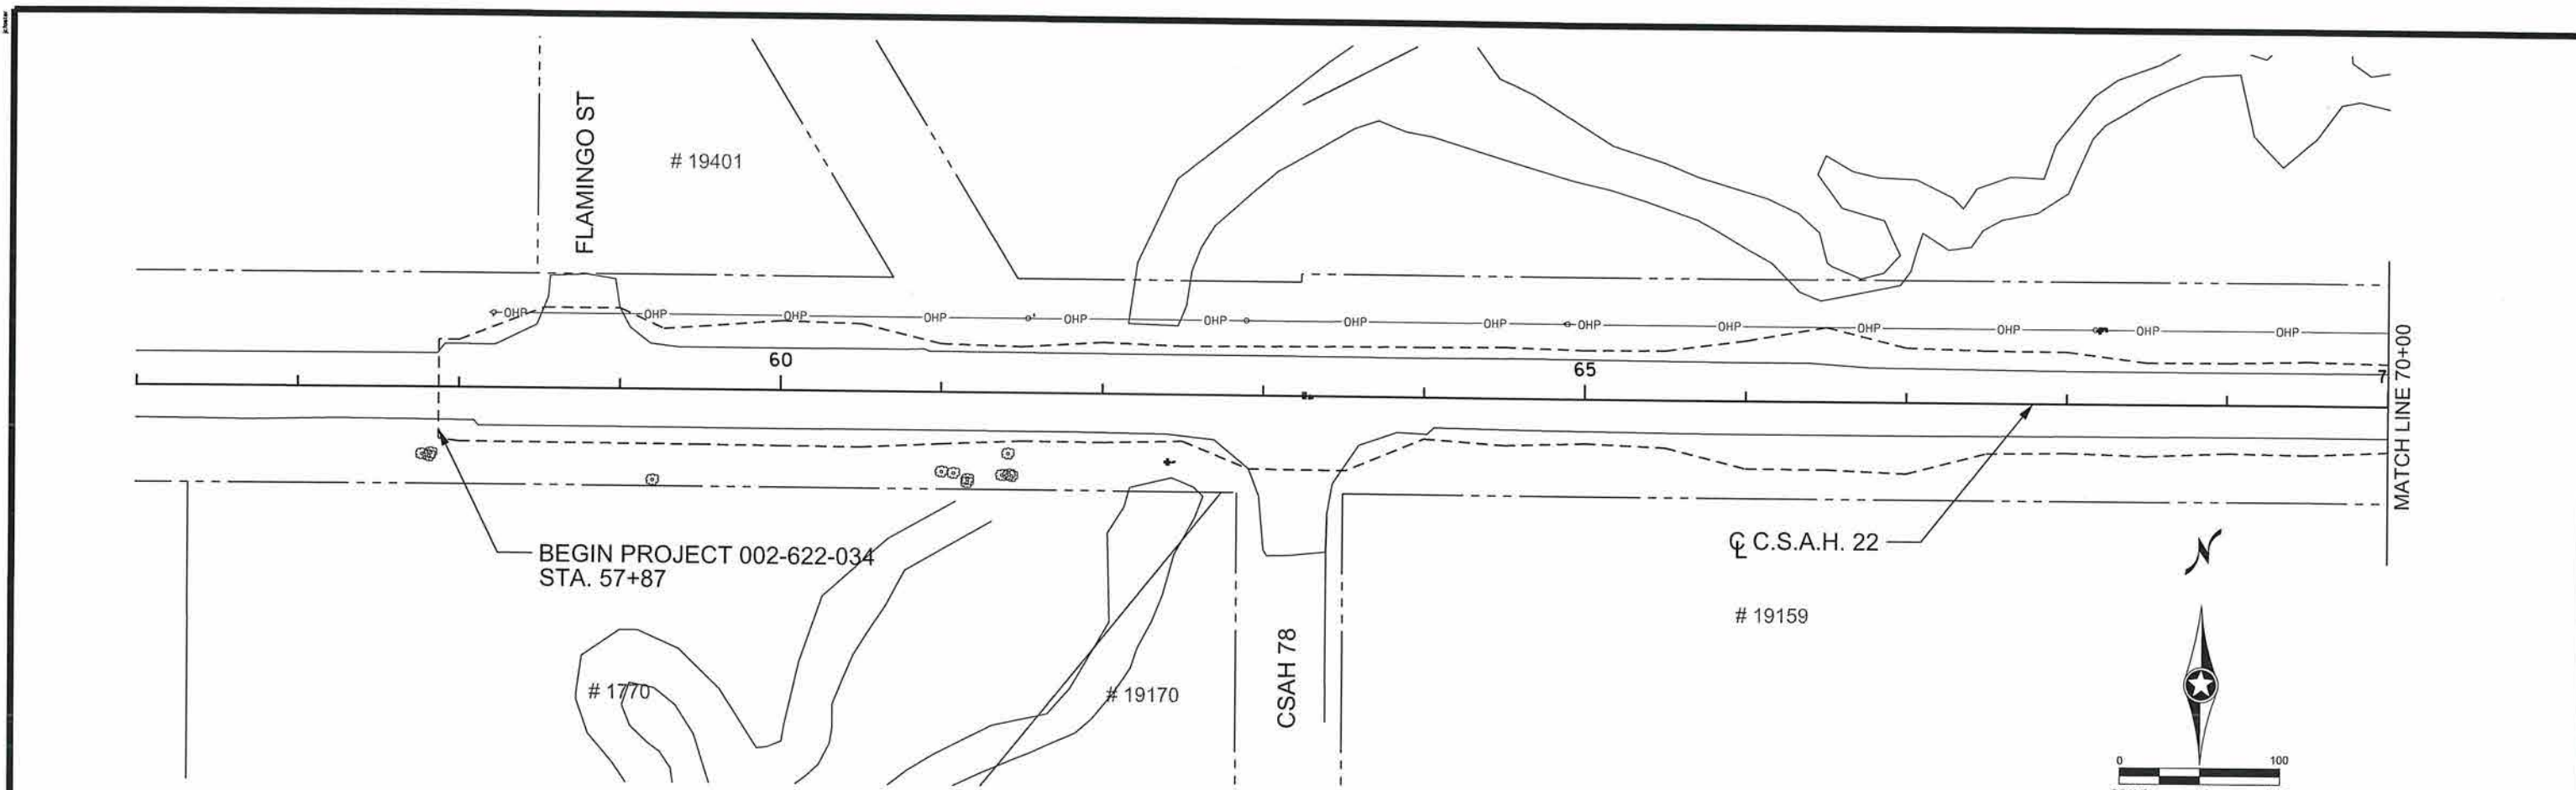 FLAMINGO ST
# 19401
OHP OHP OHP OHP OHP OHP OHP OHP OHP OHP OHP OHP OHP OHP
60
65
7
MATCH LINE 70+00
BEGIN PROJECT 002-622-034
STA. 57+87
℄ C.S.A.H. 22
N
# 19159
CSAH 78
# 1770
# 19170
0 100